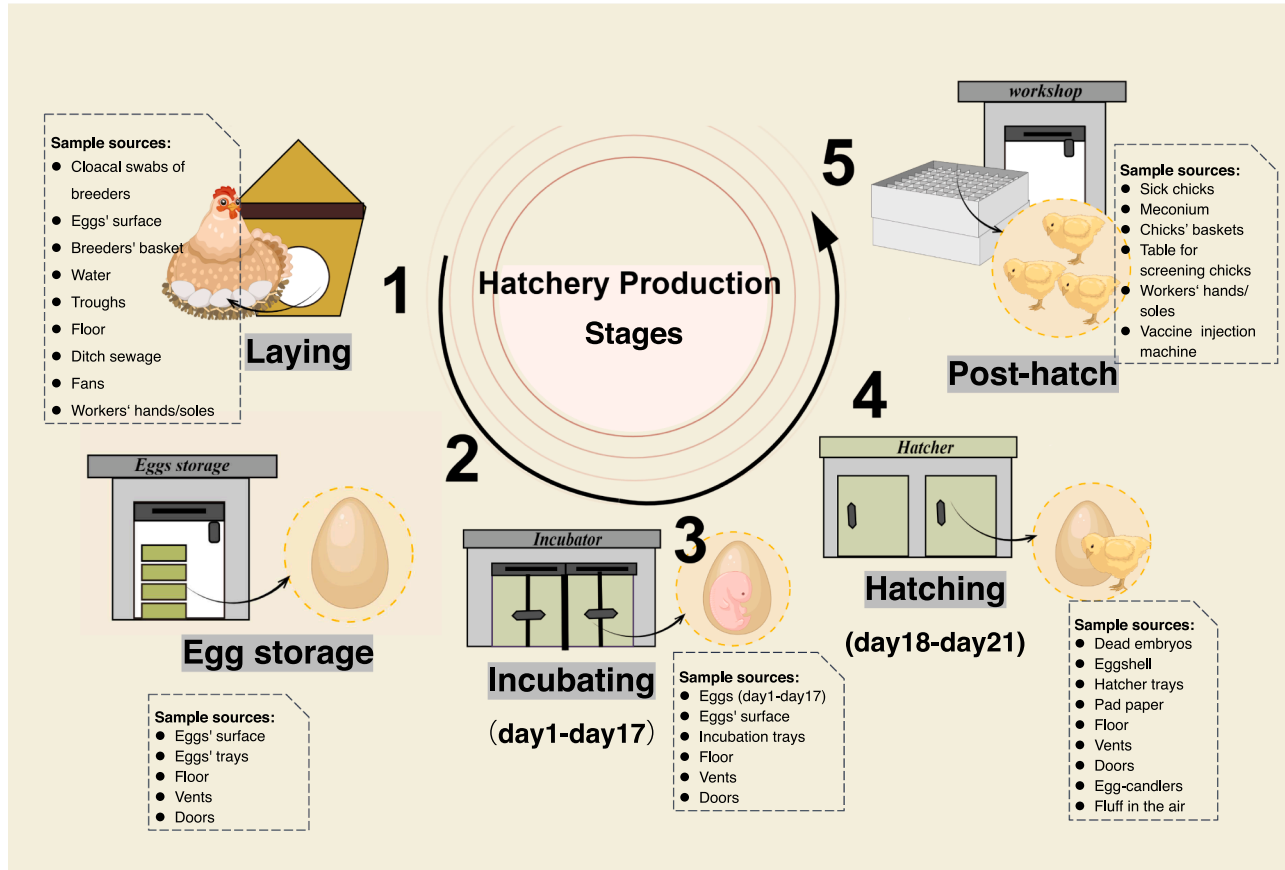 Hatchery Production
Stages
1
Laying
Sample sources:
● Cloacal swabs of
breeders
● Eggs' surface
● Breeders' basket
● Water
● Troughs
● Floor
● Ditch sewage
● Fans
● Workers‘ hands/soles
2
Eggs storage
Egg storage
Sample sources:
● Eggs' surface
● Eggs' trays
● Floor
● Vents
● Doors
3
Incubator
Incubating
（day1-day17）
Sample sources:
● Eggs (day1-day17)
● Eggs' surface
● Incubation trays
● Floor
● Vents
● Doors
4
Hatcher
Hatching
(day18-day21)
Sample sources:
● Dead embryos
● Eggshell
● Hatcher trays
● Pad paper
● Floor
● Vents
● Doors
● Egg-candlers
● Fluff in the air
5
workshop
Post-hatch
Sample sources:
● Sick chicks
● Meconium
● Chicks’ baskets
● Table for
screening chicks
● Workers‘ hands/
soles
● Vaccine injection
machine